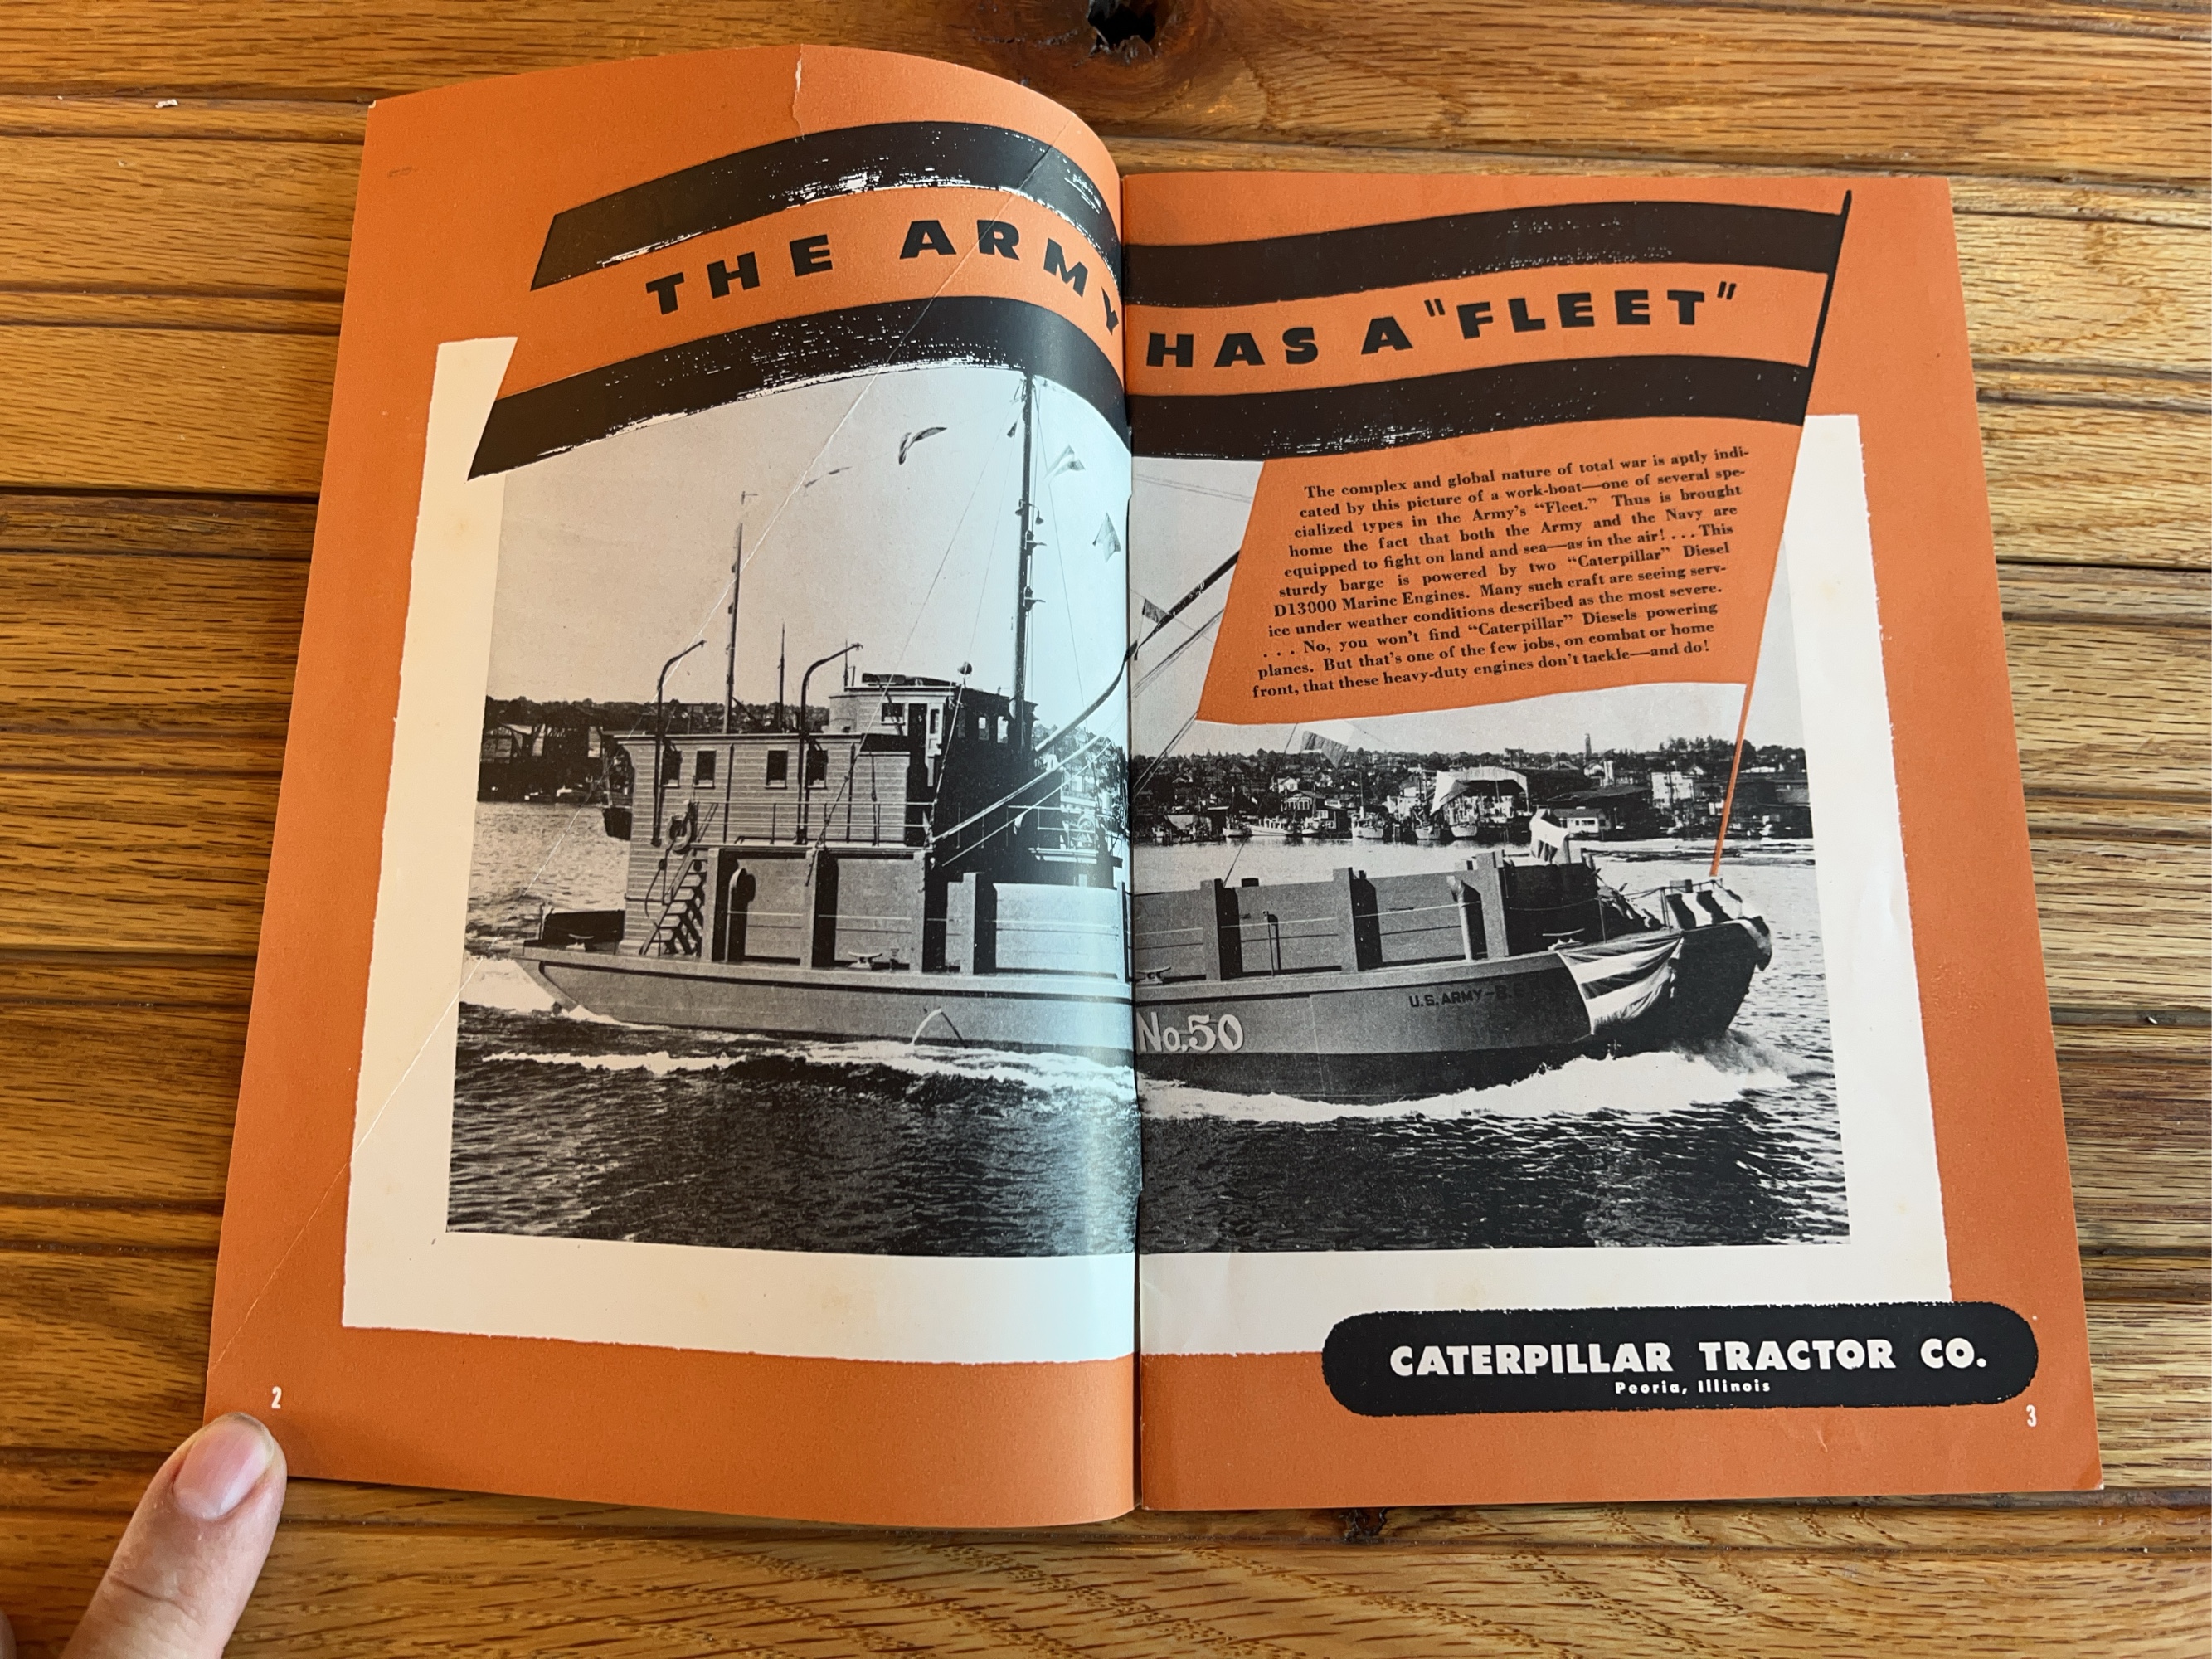 THE ARMY HAS A "FLEET"
The complex and global nature of total war is aptly indi-
cated by this picture of a work-boat—one of several spe-
cialized types in the Army's "Fleet." Thus is brought
home the fact that both the Army and the Navy are
equipped to fight on land and sea—as in the air! . . . This
sturdy barge is powered by two "Caterpillar" Diesel
D13000 Marine Engines. Many such craft are seeing serv-
ice under weather conditions described as the most severe.
. . . No, you won't find "Caterpillar" Diesels powering
planes. But that's one of the few jobs, on combat or home
front, that these heavy-duty engines don't tackle—and do!
U.S. ARMY-B.
No.50
CATERPILLAR TRACTOR CO.
Peoria, Illinois
2
3